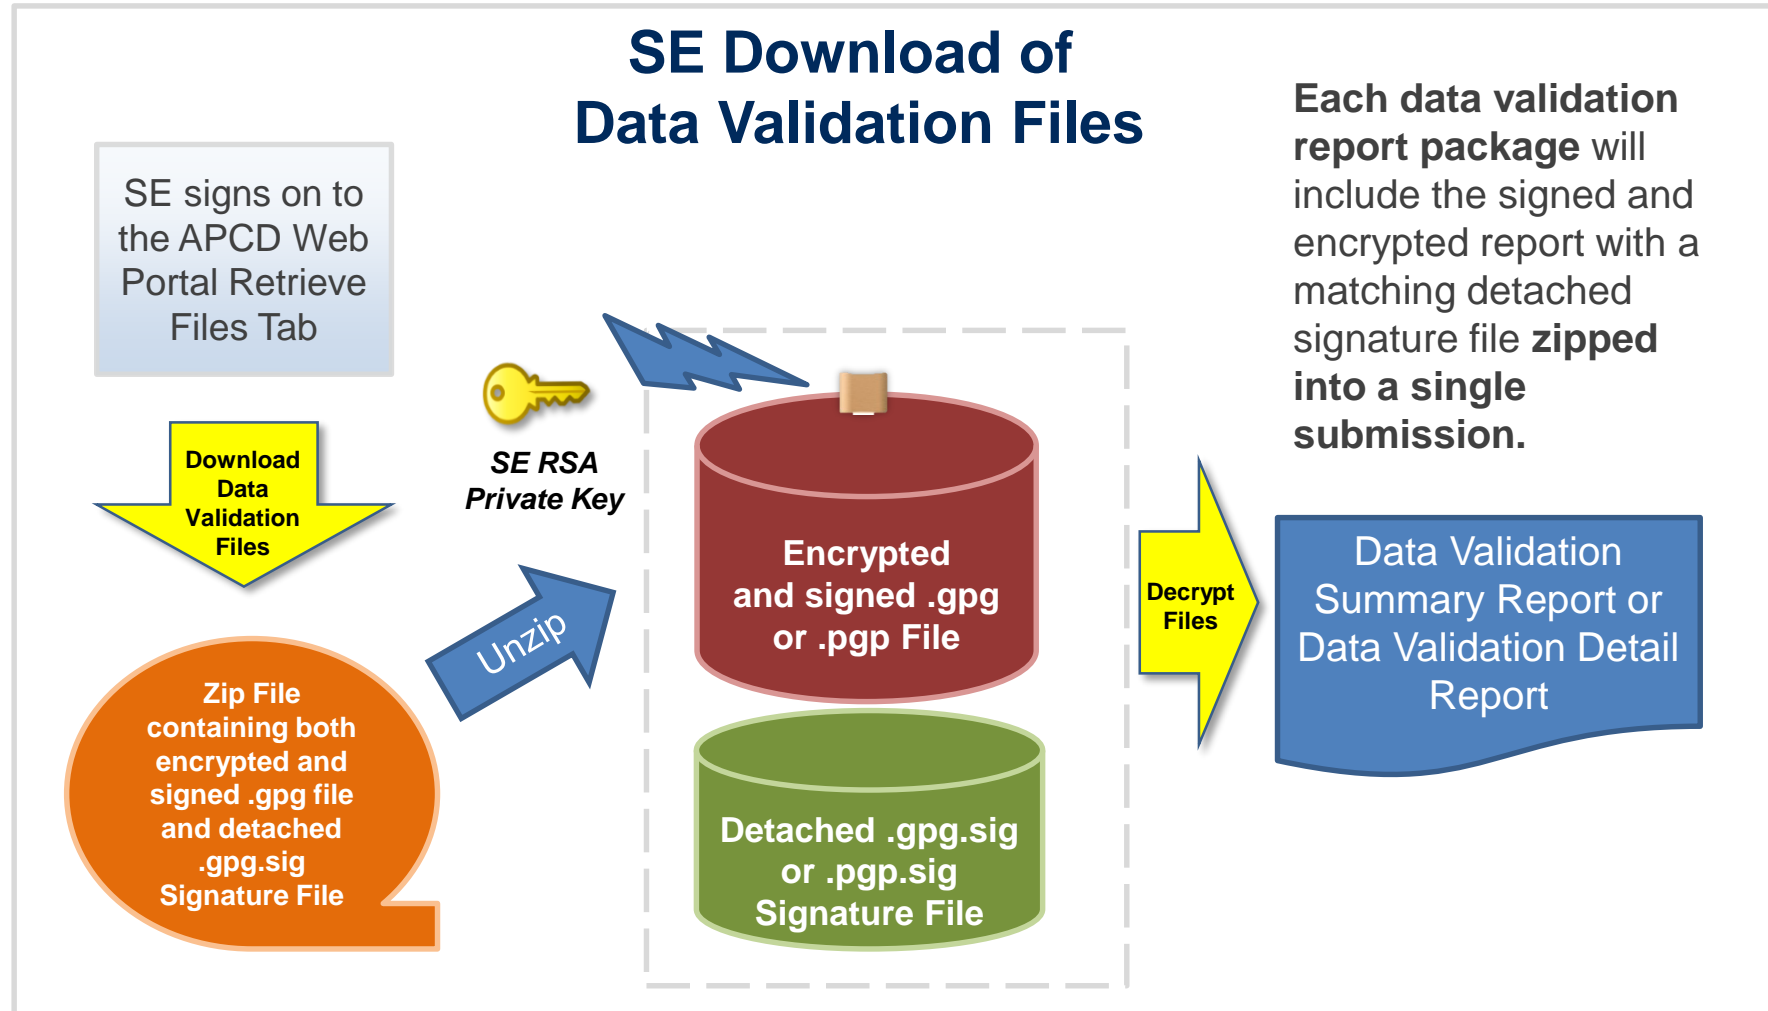 SE Download of
Data Validation Files
SE signs on to
the APCD Web
Portal Retrieve
Files Tab
Download
Data
Validation
Files
Zip File
containing both
encrypted and
signed .gpg file
and detached
.gpg.sig
Signature File
Unzip
SE RSA
Private Key
Encrypted
and signed .gpg
or .pgp File
Detached .gpg.sig
or .pgp.sig
Signature File
Decrypt
Files
Each data validation
report package will
include the signed and
encrypted report with a
matching detached
signature file zipped
into a single
submission.
Data Validation
Summary Report or
Data Validation Detail
Report